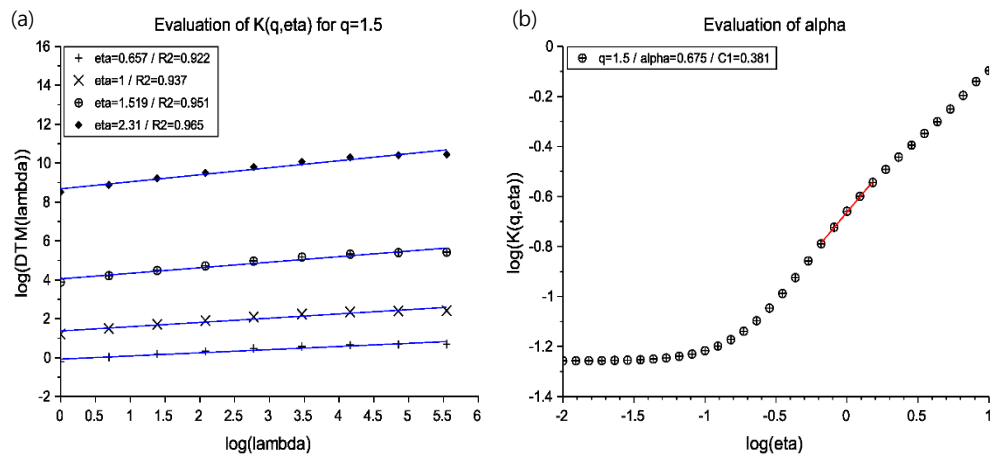 (a)
Evaluation of K(q,eta) for q=1.5
eta=0.657 / R2=0.922
eta=1 / R2=0.937
eta=1.519 / R2=0.951
eta=2.31 / R2=0.965
log(DTM(lambda))
16
14
12
10
8
6
4
2
0
-2
0
0.5
1
1.5
2
2.5
3
3.5
4
4.5
5
5.5
6
log(lambda)
(b)
Evaluation of alpha
q=1.5 / alpha=0.675 / C1=0.381
log(K(q,eta))
0
-0.2
-0.4
-0.6
-0.8
-1
-1.2
-1.4
-2
-1.5
-1
-0.5
0
0.5
1
log(eta)